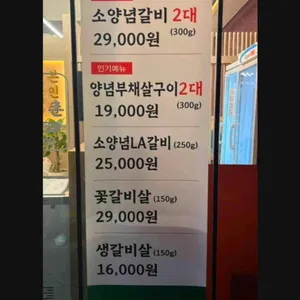 소양념갈비 2대
29,000원 (300g)
인기메뉴
양념부채살구이2대
19,000원 (300g)
소양념LA갈비 (250g)
25,000원
꽃갈비살 (150g)
29,000원
생갈비살 (150g)
16,000원
본인